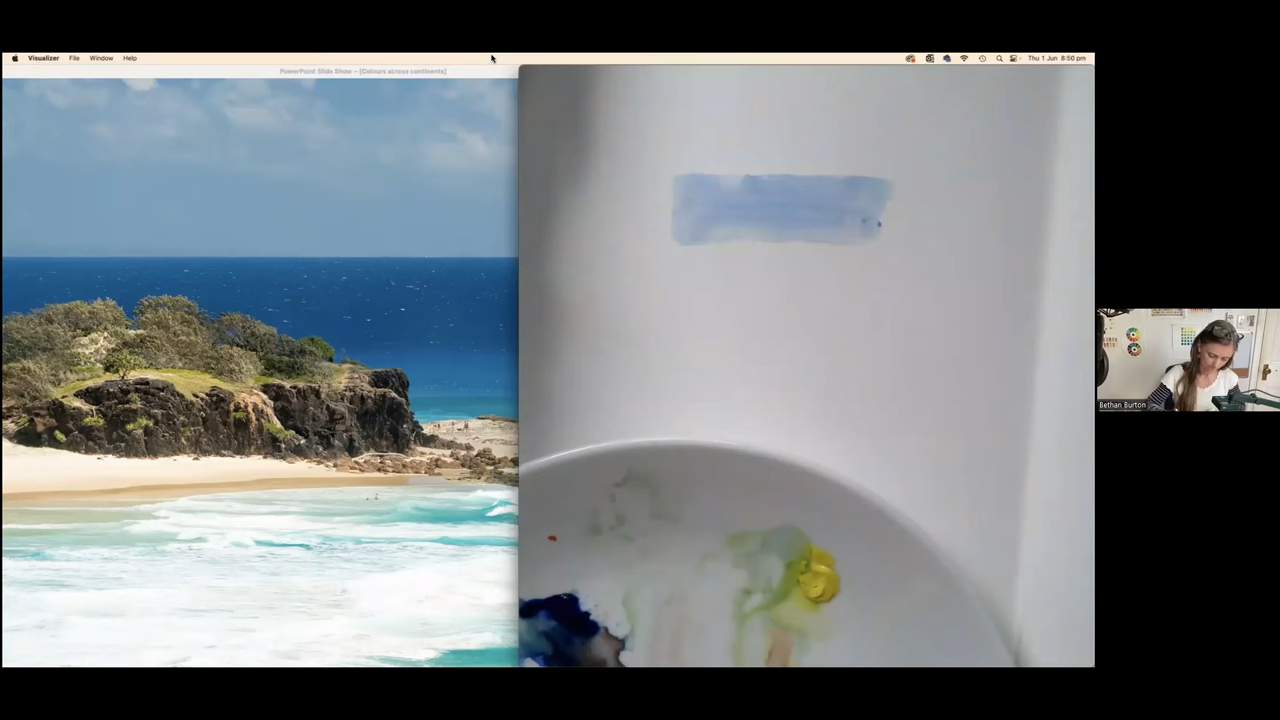 Visualizer File Window Help Thu 1 Jun 8:50 pm
PowerPoint Slide Show - [Colours across continents]
Bethan Burton